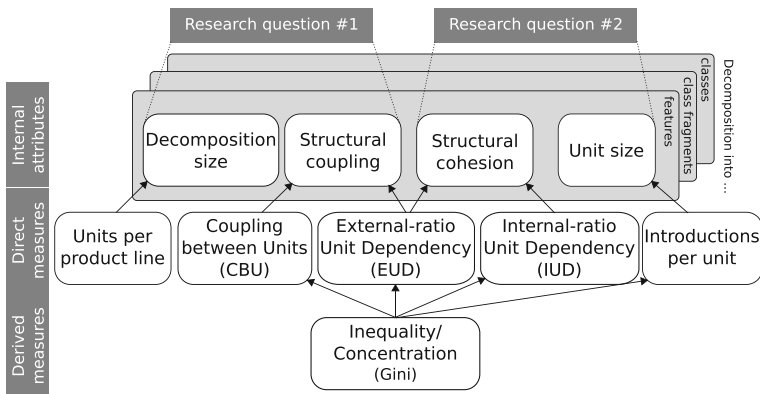 Research question #1
Research question #2
classes
class fragments
features
Decomposition into ...
Internal
attributes
Decomposition
size
Structural
coupling
Structural
cohesion
Unit size
Direct
measures
Units per
product line
Coupling
between Units
(CBU)
External-ratio
Unit Dependency
(EUD)
Internal-ratio
Unit Dependency
(IUD)
Introductions
per unit
Derived
measures
Inequality/
Concentration
(Gini)